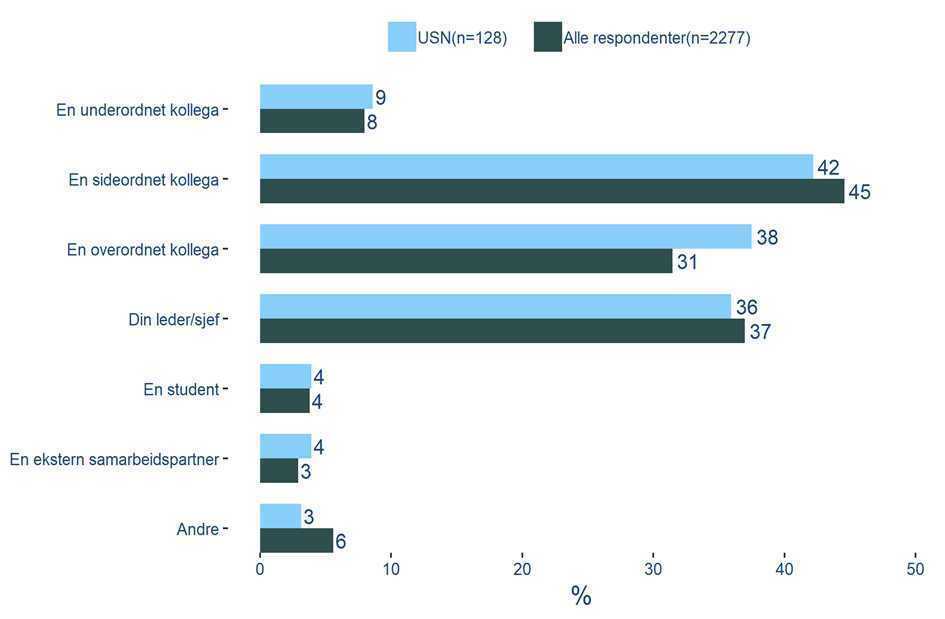 USN(n=128) Alle respondenter(n=2277)
En underordnet kollega
9
8
En sideordnet kollega
42
45
En overordnet kollega
38
31
Din leder/sjef
36
37
En student
4
4
En ekstern samarbeidspartner
4
3
Andre
3
6
0 10 20 30 40 50
%